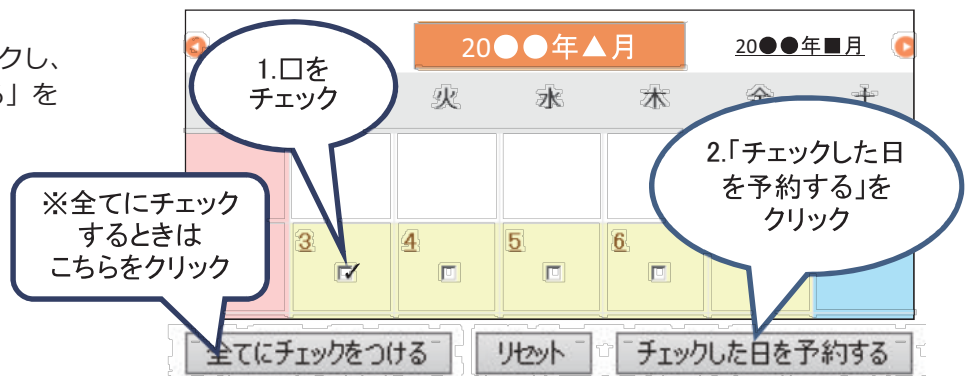 クし、
」を
20●●年▲月
20●●年■月
火 水 木 金 土
1.□を
チェック
2.「チェックした日
を予約する」を
クリック
※全てにチェック
するときは
こちらをクリック
3 4 5 6
全てにチェックをつける
リセット
チェックした日を予約する